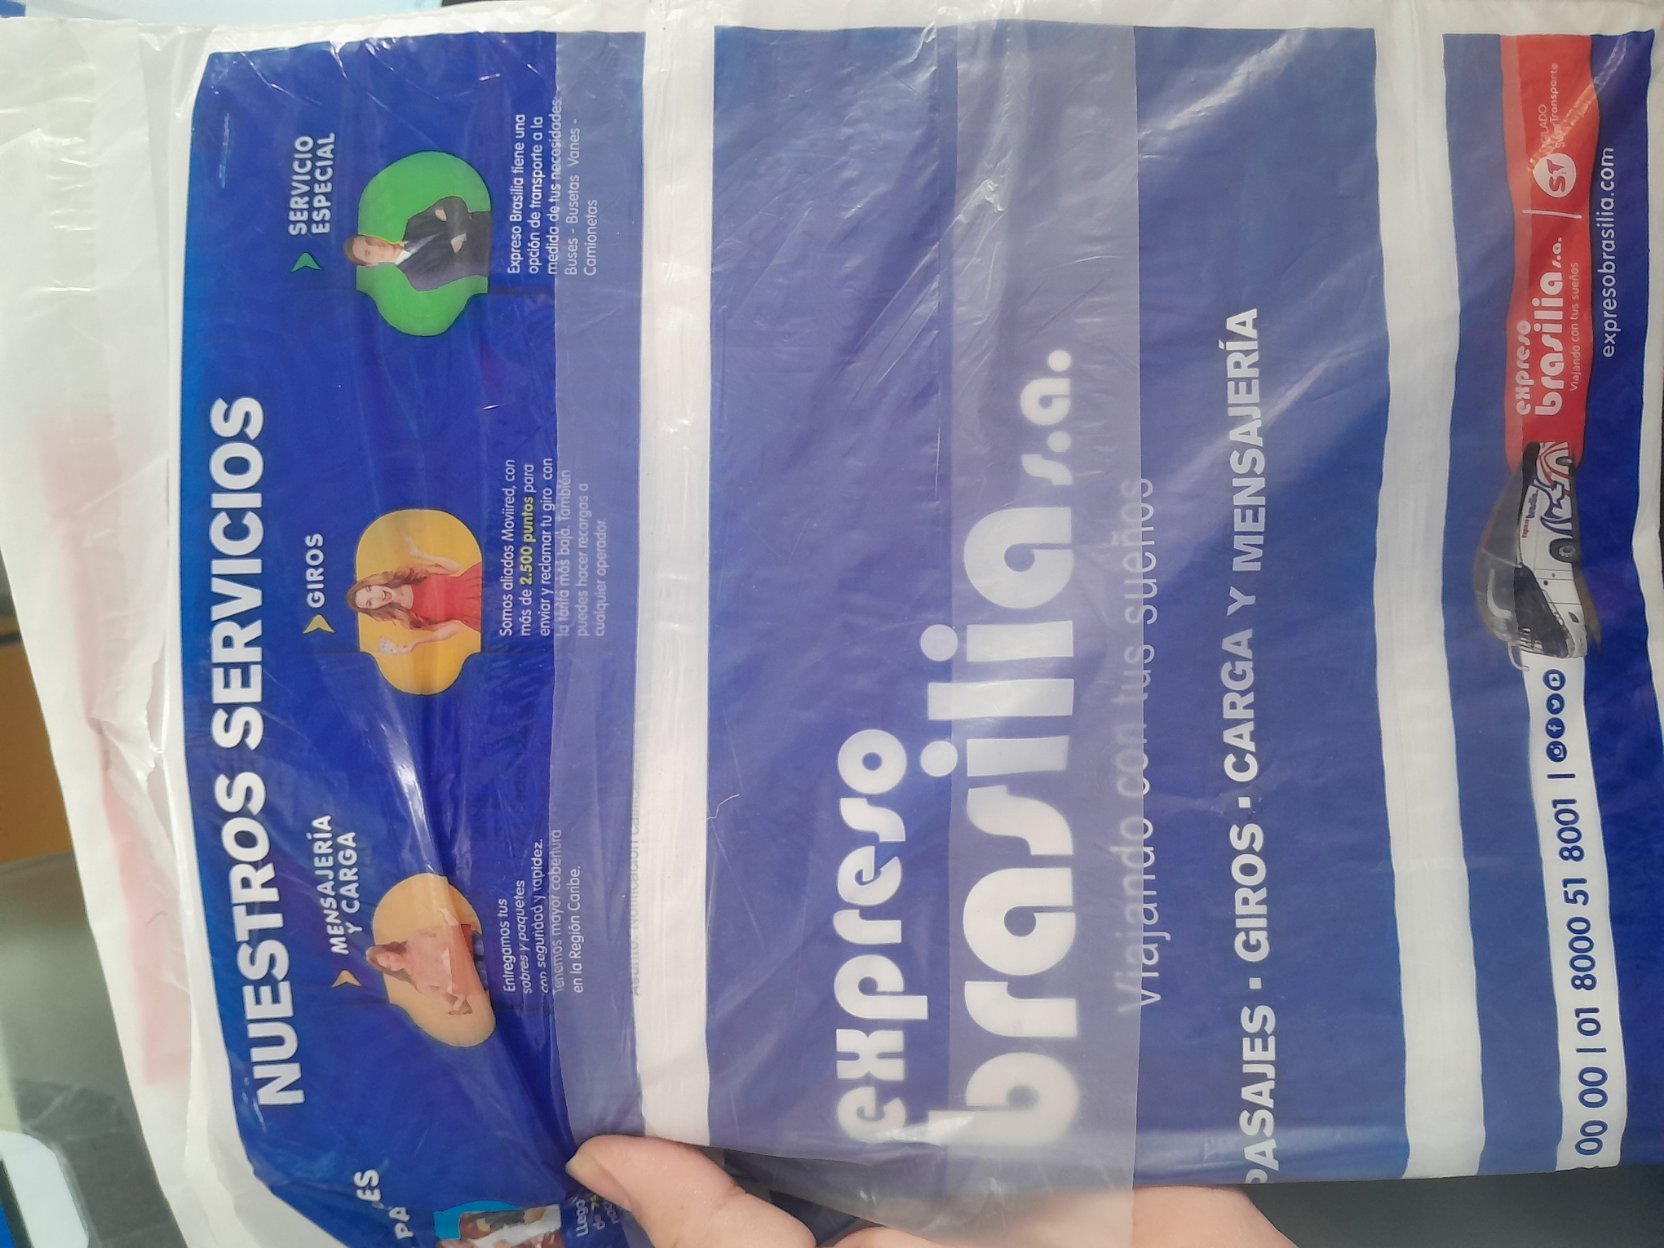 NUESTROS SERVICIOS
MENSAJERÍA
Y CARGA
Entregamos tus
sobres y paquetes
con seguridad y rapidez.
Tenemos mayor cobertura
en la Región Caribe.
GIROS
Somos aliados Moviired, con
más de 2.500 puntos para
enviar y reclamar tu giro con
la tarifa más baja. También
puedes hacer recargas a
cualquier operador.
SERVICIO
ESPECIAL
Expreso Brasilia tiene una
opción de transporte a la
medida de tus necesidades:
Buses - Busetas Vanes -
Camionetas
expreso
brasilia s.a.
Viajando con tus sueños
PASAJES · GIROS · CARGA Y MENSAJERÍA
00 00 | 01 8000 51 8001 |
expreso
brasilia s.a.
Viajando con tus sueños
expresobrasilia.com